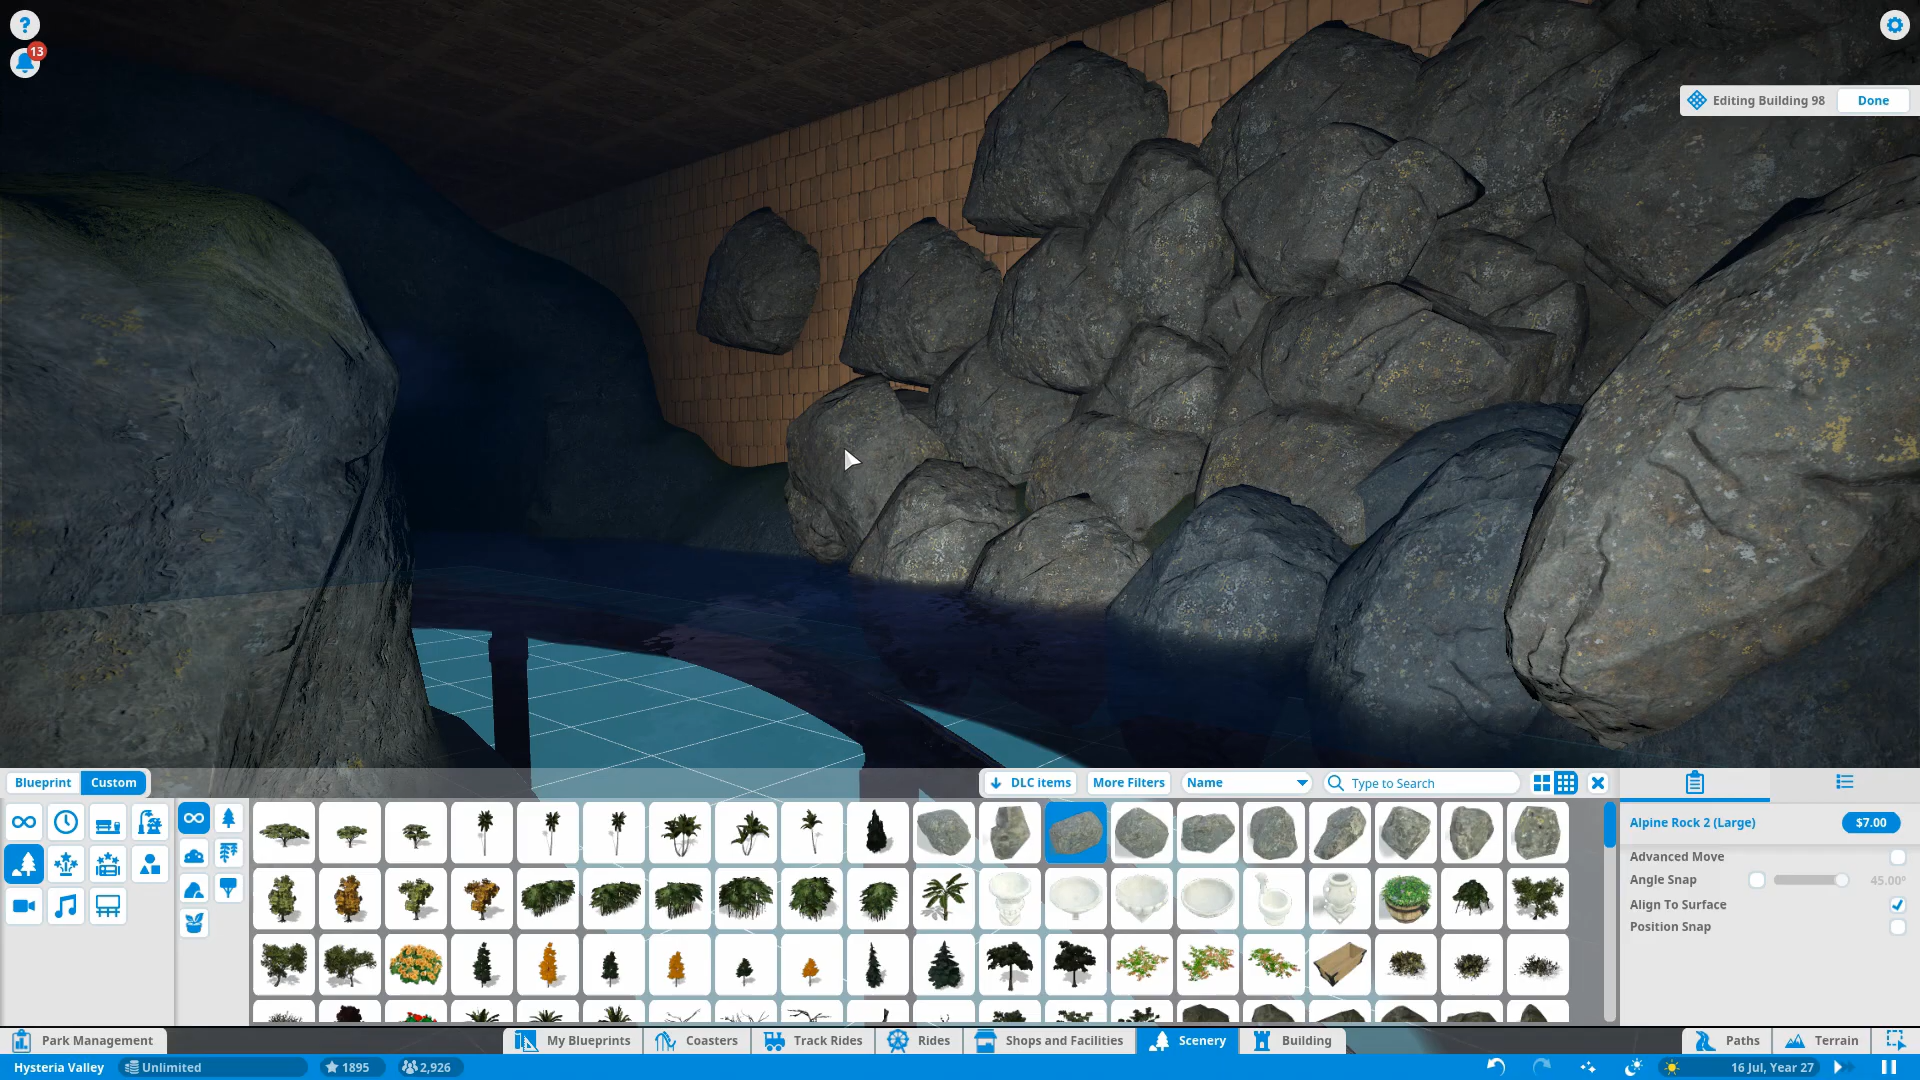 ?
13
Editing Building 98
Done
Blueprint
Custom
DLC items
More Filters
Name
Type to Search
Alpine Rock 2 (Large)
$7.00
Advanced Move
Angle Snap
45.00°
Align To Surface
Position Snap
Park Management
My Blueprints
Coasters
Track Rides
Rides
Shops and Facilities
Scenery
Building
Paths
Terrain
Hysteria Valley
Unlimited
1895
2,926
16 Jul, Year 27